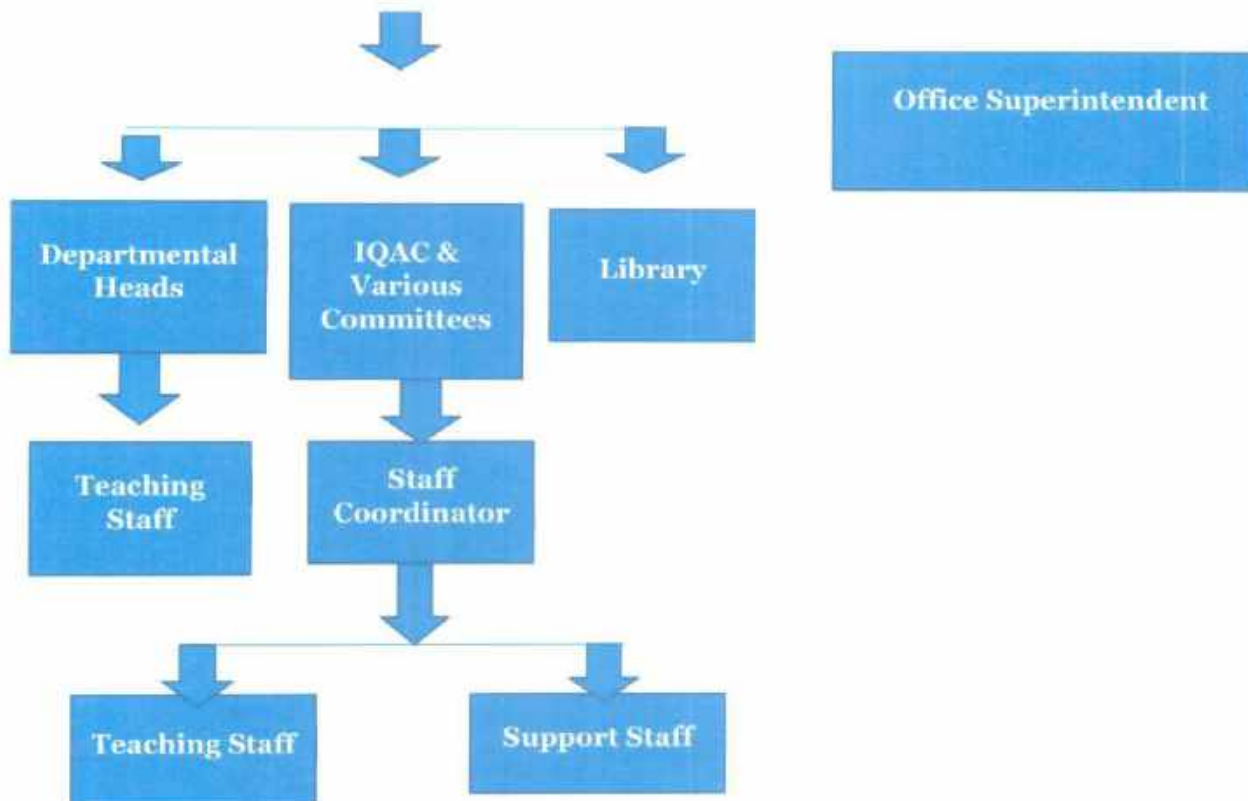 Office Superintendent
Departmental
Heads
IQAC &
Various
Committees
Library
Teaching
Staff
Staff
Coordinator
Teaching Staff
Support Staff